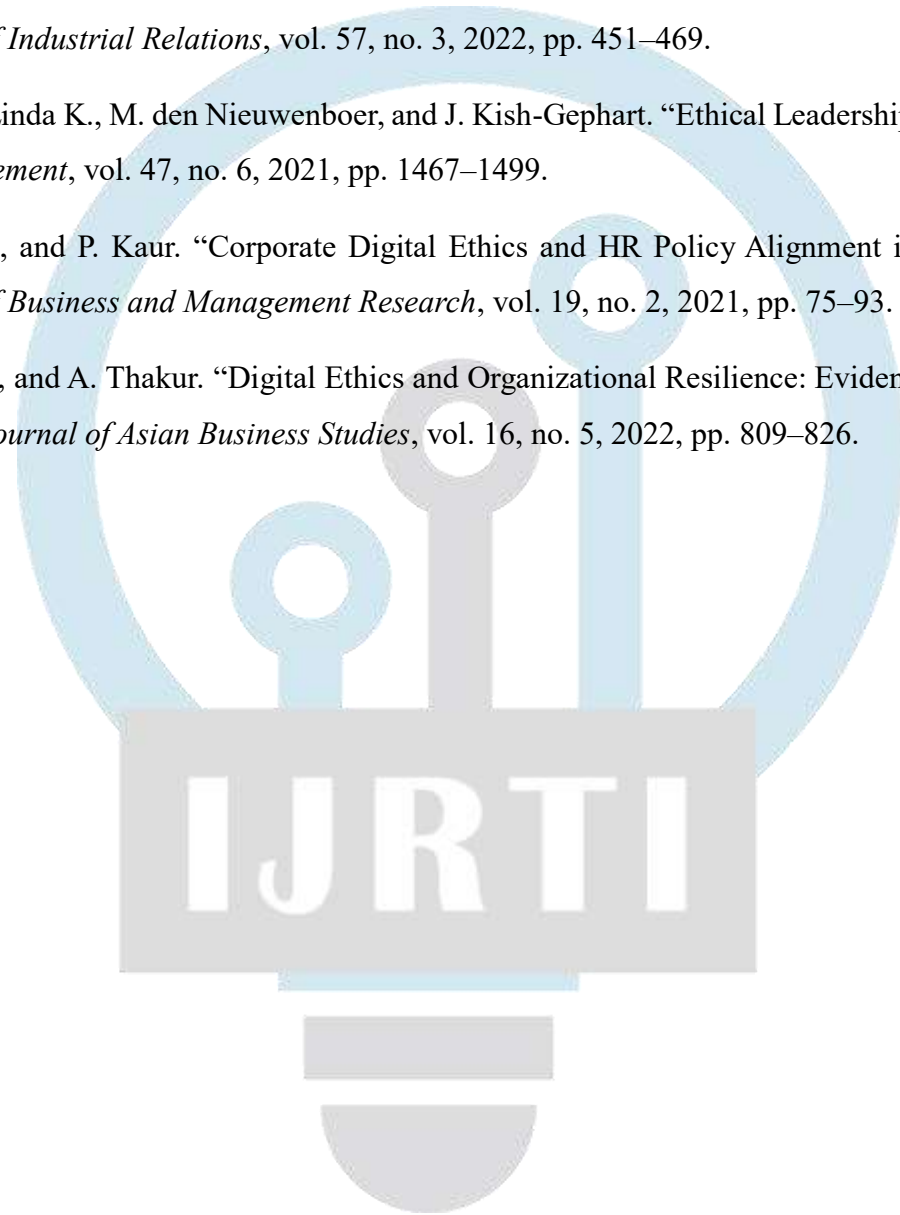 f Industrial Relations, vol. 57, no. 3, 2022, pp. 451–469.
inda K., M. den Nieuwenboer, and J. Kish-Gephart. “Ethical Leadership
ement, vol. 47, no. 6, 2021, pp. 1467–1499.
, and P. Kaur. “Corporate Digital Ethics and HR Policy Alignment i
f Business and Management Research, vol. 19, no. 2, 2021, pp. 75–93.
, and A. Thakur. “Digital Ethics and Organizational Resilience: Eviden
ournal of Asian Business Studies, vol. 16, no. 5, 2022, pp. 809–826.
IJRTI